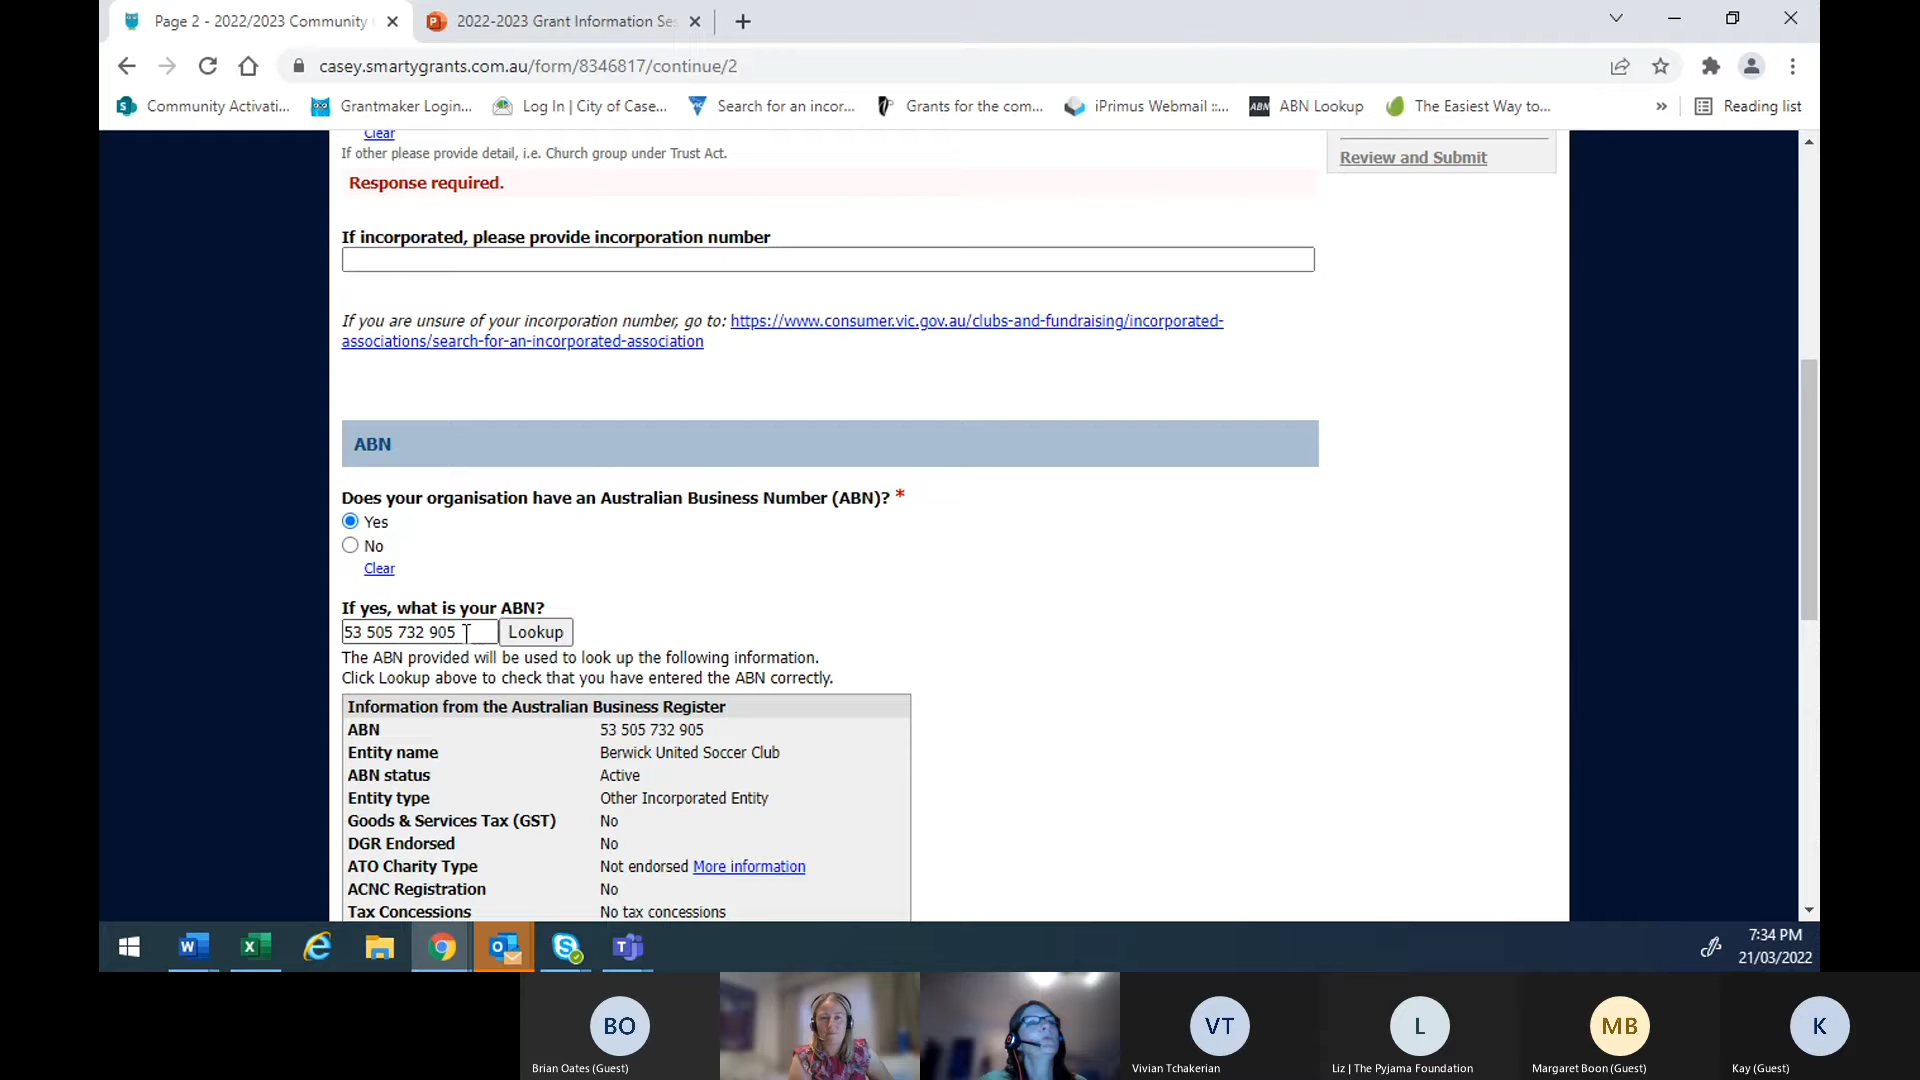 Page 2 - 2022/2023 Community
2022-2023 Grant Information Ses
casey.smartygrants.com.au/form/8346817/continue/2
Community Activati...
Grantmaker Login...
Log In | City of Case...
Search for an incor...
Grants for the com...
iPrimus Webmail ::...
ABN
ABN Lookup
The Easiest Way to...
»
Reading list
Clear
If other please provide detail, i.e. Church group under Trust Act.
Response required.
Review and Submit
If incorporated, please provide incorporation number
If you are unsure of your incorporation number, go to: https://www.consumer.vic.gov.au/clubs-and-fundraising/incorporated-
associations/search-for-an-incorporated-association
ABN
Does your organisation have an Australian Business Number (ABN)? *
Yes
No
Clear
If yes, what is your ABN?
53 505 732 905
Lookup
The ABN provided will be used to look up the following information.
Click Lookup above to check that you have entered the ABN correctly.
Information from the Australian Business Register
ABN 53 505 732 905
Entity name Berwick United Soccer Club
ABN status Active
Entity type Other Incorporated Entity
Goods & Services Tax (GST) No
DGR Endorsed No
ATO Charity Type Not endorsed More information
ACNC Registration No
Tax Concessions No tax concessions
7:34 PM
21/03/2022
BO
VT
L
MB
K
Brian Oates (Guest)
Vivian Tchakerian
Liz | The Pyjama Foundation
Margaret Boon (Guest)
Kay (Guest)